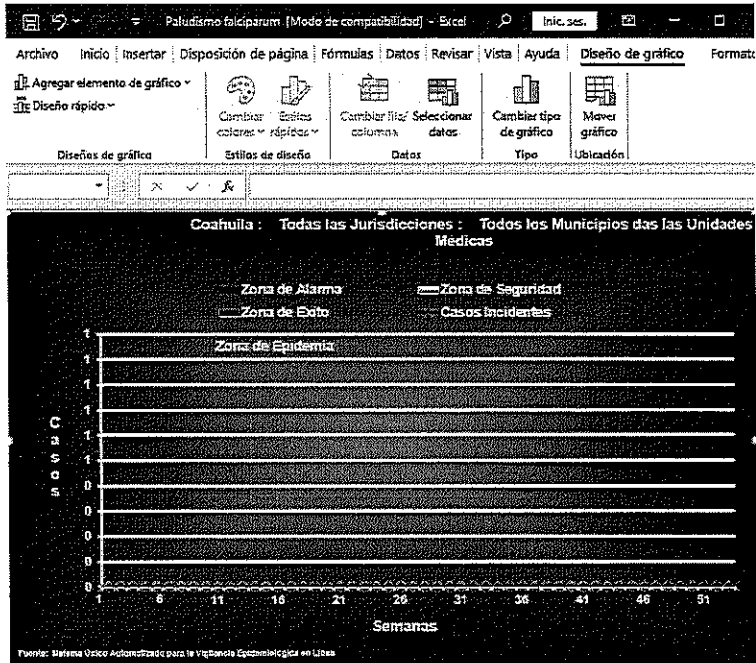 Paludismo falciparum [Modo de compatibilidad] - Excel
Inic. ses.
Archivo Inicio Insertar Disposición de página Fórmulas Datos Revisar Vista Ayuda Diseño de gráfico Formato
Agregar elemento de gráfico
Diseño rápido
Cambiar colores
Estilos rápidos
Cambiar fila/ columna
Seleccionar datos
Cambiar tipo de gráfico
Mover gráfico
Diseños de gráfico
Estilos de diseño
Datos
Tipo
Ubicación
fx
Coahuila : Todas las Jurisdicciones : Todos los Municipios das las Unidades
Médicas
Zona de Alarma
Zona de Seguridad
Zona de Exito
Casos Incidentes
Zona de Epidemia
Casos
1
1
1
1
1
1
0
0
0
0
0
1 6 11 16 21 26 31 36 41 46 51
Semanas
Fuente: Sistema Único Automatizado para la Vigilancia Epidemiológica en Línea